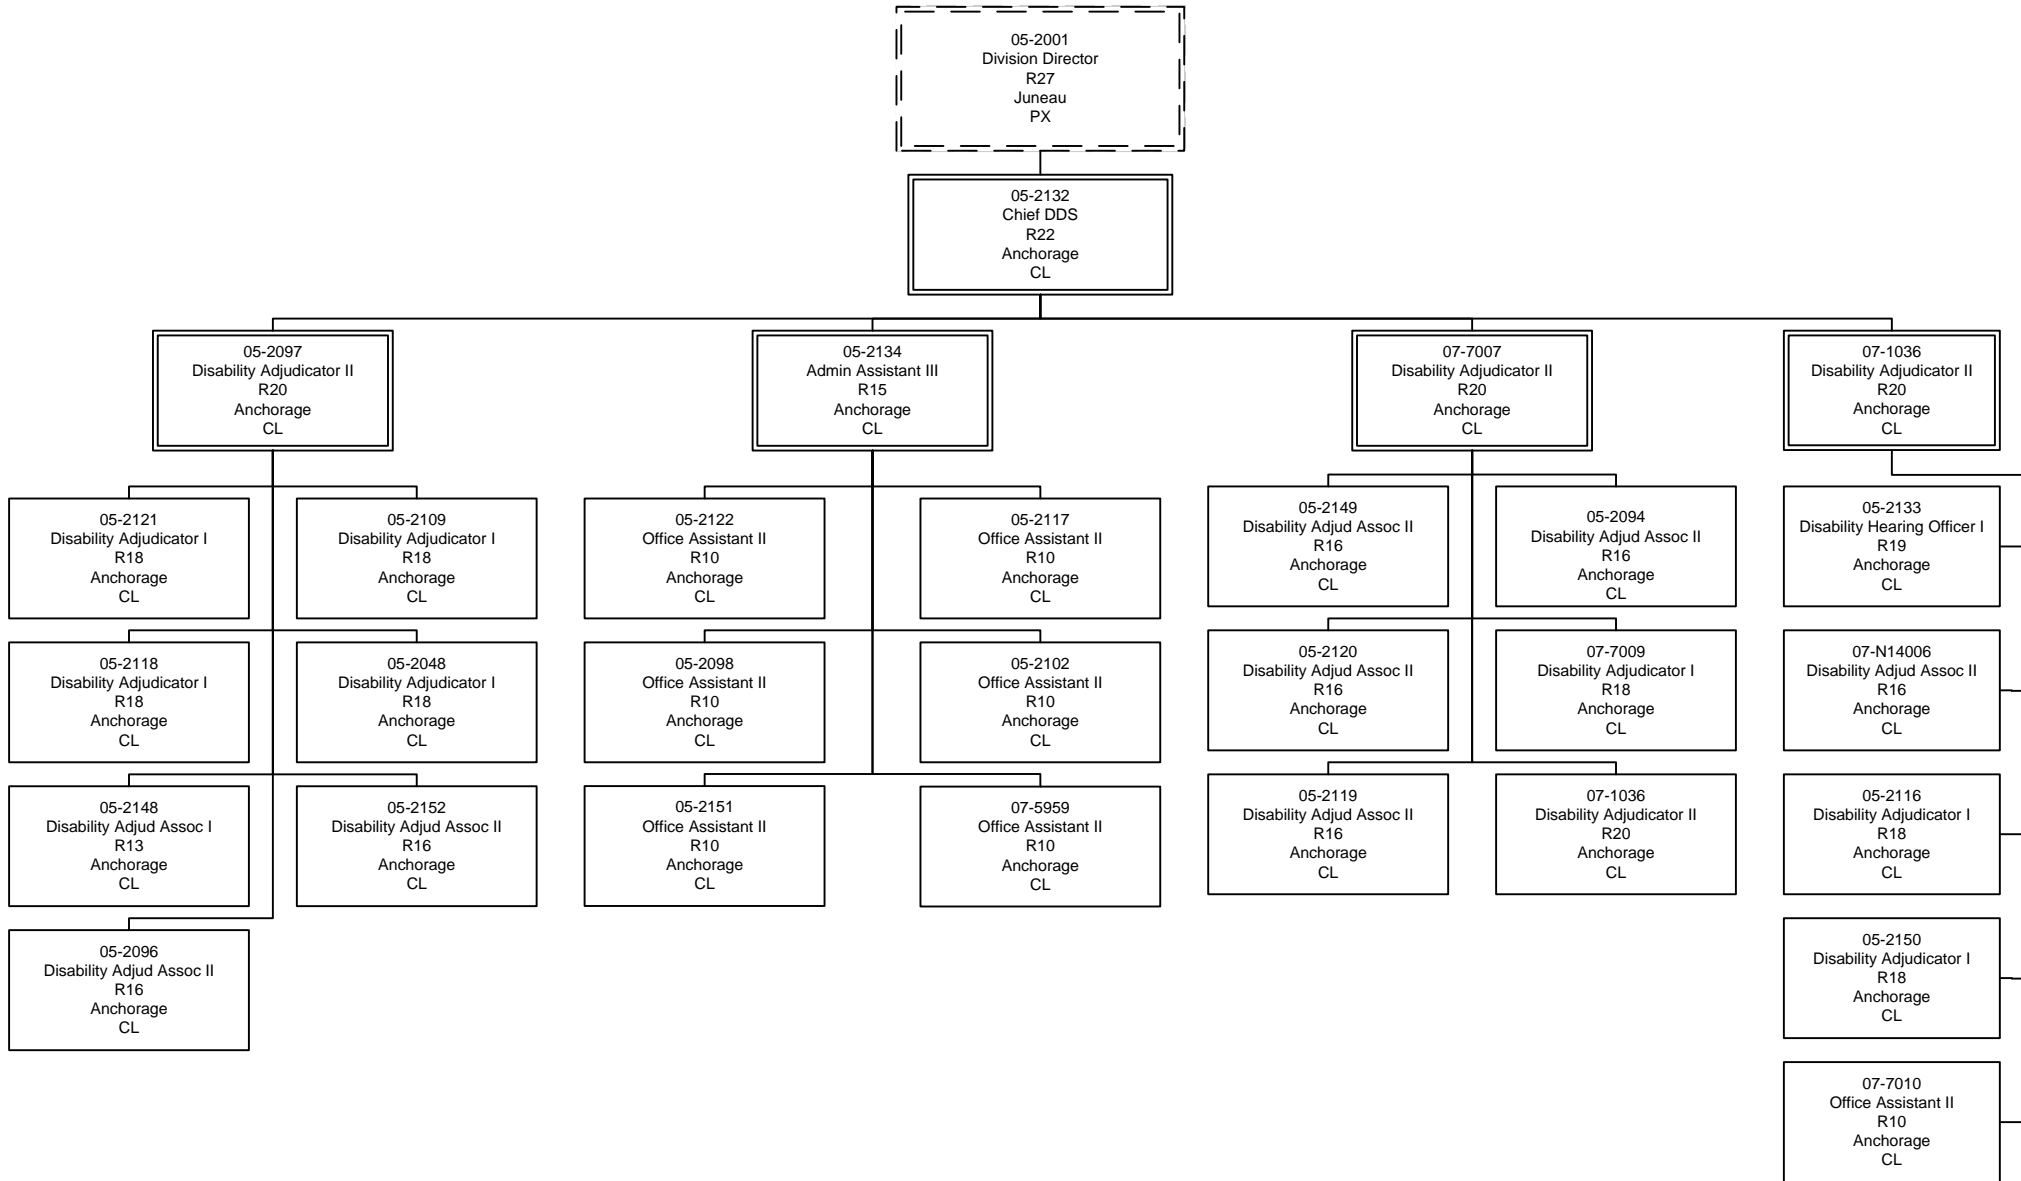 05-2001
Division Director
R27
Juneau
PX
05-2132
Chief DDS
R22
Anchorage
CL
05-2097
Disability Adjudicator II
R20
Anchorage
CL
05-2134
Admin Assistant III
R15
Anchorage
CL
07-7007
Disability Adjudicator II
R20
Anchorage
CL
07-1036
Disability Adjudicator II
R20
Anchorage
CL
05-2121
Disability Adjudicator I
R18
Anchorage
CL
05-2109
Disability Adjudicator I
R18
Anchorage
CL
05-2122
Office Assistant II
R10
Anchorage
CL
05-2117
Office Assistant II
R10
Anchorage
CL
05-2149
Disability Adjud Assoc II
R16
Anchorage
CL
05-2094
Disability Adjud Assoc II
R16
Anchorage
CL
05-2133
Disability Hearing Officer I
R19
Anchorage
CL
05-2118
Disability Adjudicator I
R18
Anchorage
CL
05-2048
Disability Adjudicator I
R18
Anchorage
CL
05-2098
Office Assistant II
R10
Anchorage
CL
05-2102
Office Assistant II
R10
Anchorage
CL
05-2120
Disability Adjud Assoc II
R16
Anchorage
CL
07-7009
Disability Adjudicator I
R18
Anchorage
CL
07-N14006
Disability Adjud Assoc II
R16
Anchorage
CL
05-2148
Disability Adjud Assoc I
R13
Anchorage
CL
05-2152
Disability Adjud Assoc II
R16
Anchorage
CL
05-2151
Office Assistant II
R10
Anchorage
CL
07-5959
Office Assistant II
R10
Anchorage
CL
05-2119
Disability Adjud Assoc II
R16
Anchorage
CL
07-1036
Disability Adjudicator II
R20
Anchorage
CL
05-2116
Disability Adjudicator I
R18
Anchorage
CL
05-2096
Disability Adjud Assoc II
R16
Anchorage
CL
05-2150
Disability Adjudicator I
R18
Anchorage
CL
07-7010
Office Assistant II
R10
Anchorage
CL